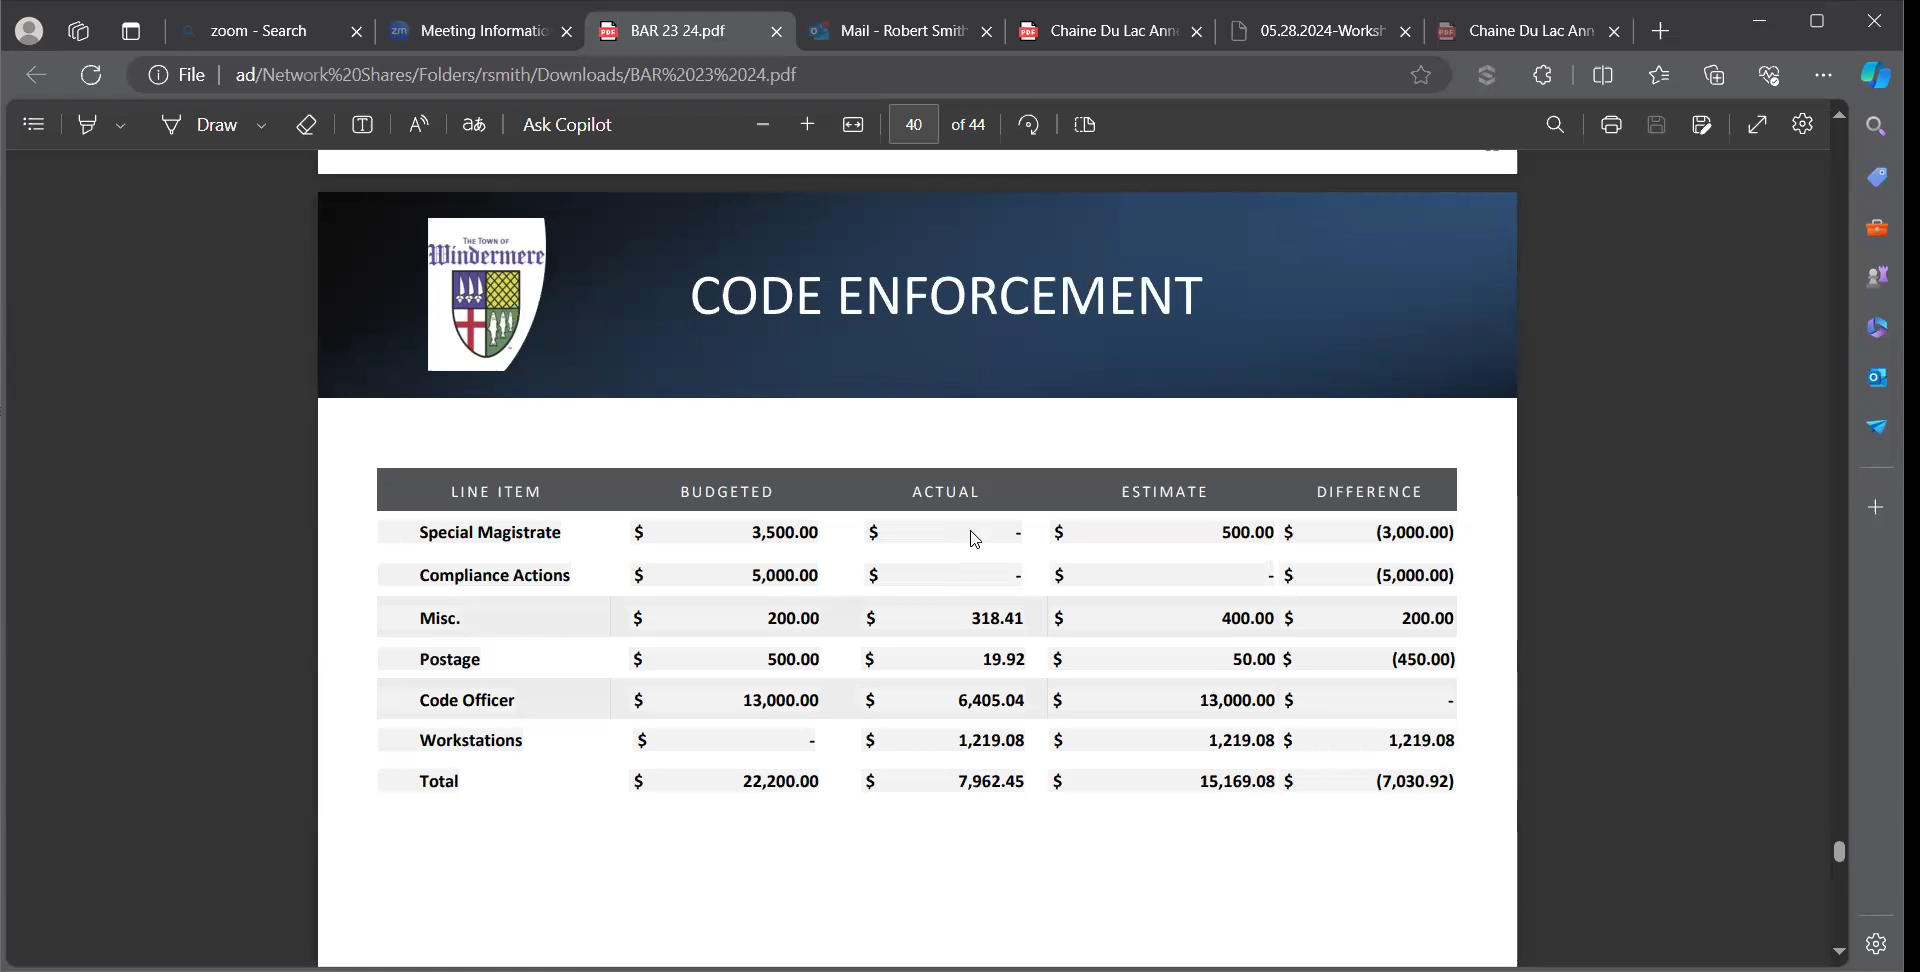 zoom - Search
Meeting Informatio
BAR 23 24.pdf
Mail - Robert Smith
Chaine Du Lac Ann
05.28.2024-Worksh
Chaine Du Lac Ann
File ad/Network%20Shares/Folders/rsmith/Downloads/BAR%2023%2024.pdf
Draw Ask Copilot 40 of 44
THE TOWN OF
Windermere
CODE ENFORCEMENT
LINE ITEM BUDGETED ACTUAL ESTIMATE DIFFERENCE
Special Magistrate $ 3,500.00 $ - $ 500.00 $ (3,000.00)
Compliance Actions $ 5,000.00 $ - $ - $ (5,000.00)
Misc. $ 200.00 $ 318.41 $ 400.00 $ 200.00
Postage $ 500.00 $ 19.92 $ 50.00 $ (450.00)
Code Officer $ 13,000.00 $ 6,405.04 $ 13,000.00 $ -
Workstations $ - $ 1,219.08 $ 1,219.08 $ 1,219.08
Total $ 22,200.00 $ 7,962.45 $ 15,169.08 $ (7,030.92)